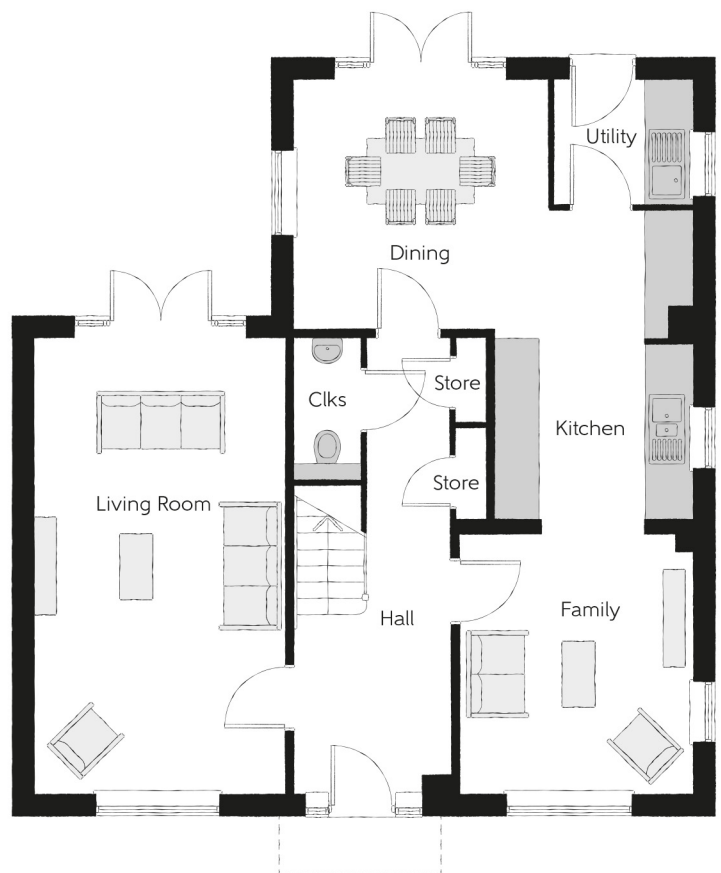 Utility
Dining
Store
Clks
Kitchen
Store
Living Room
Family
Hall